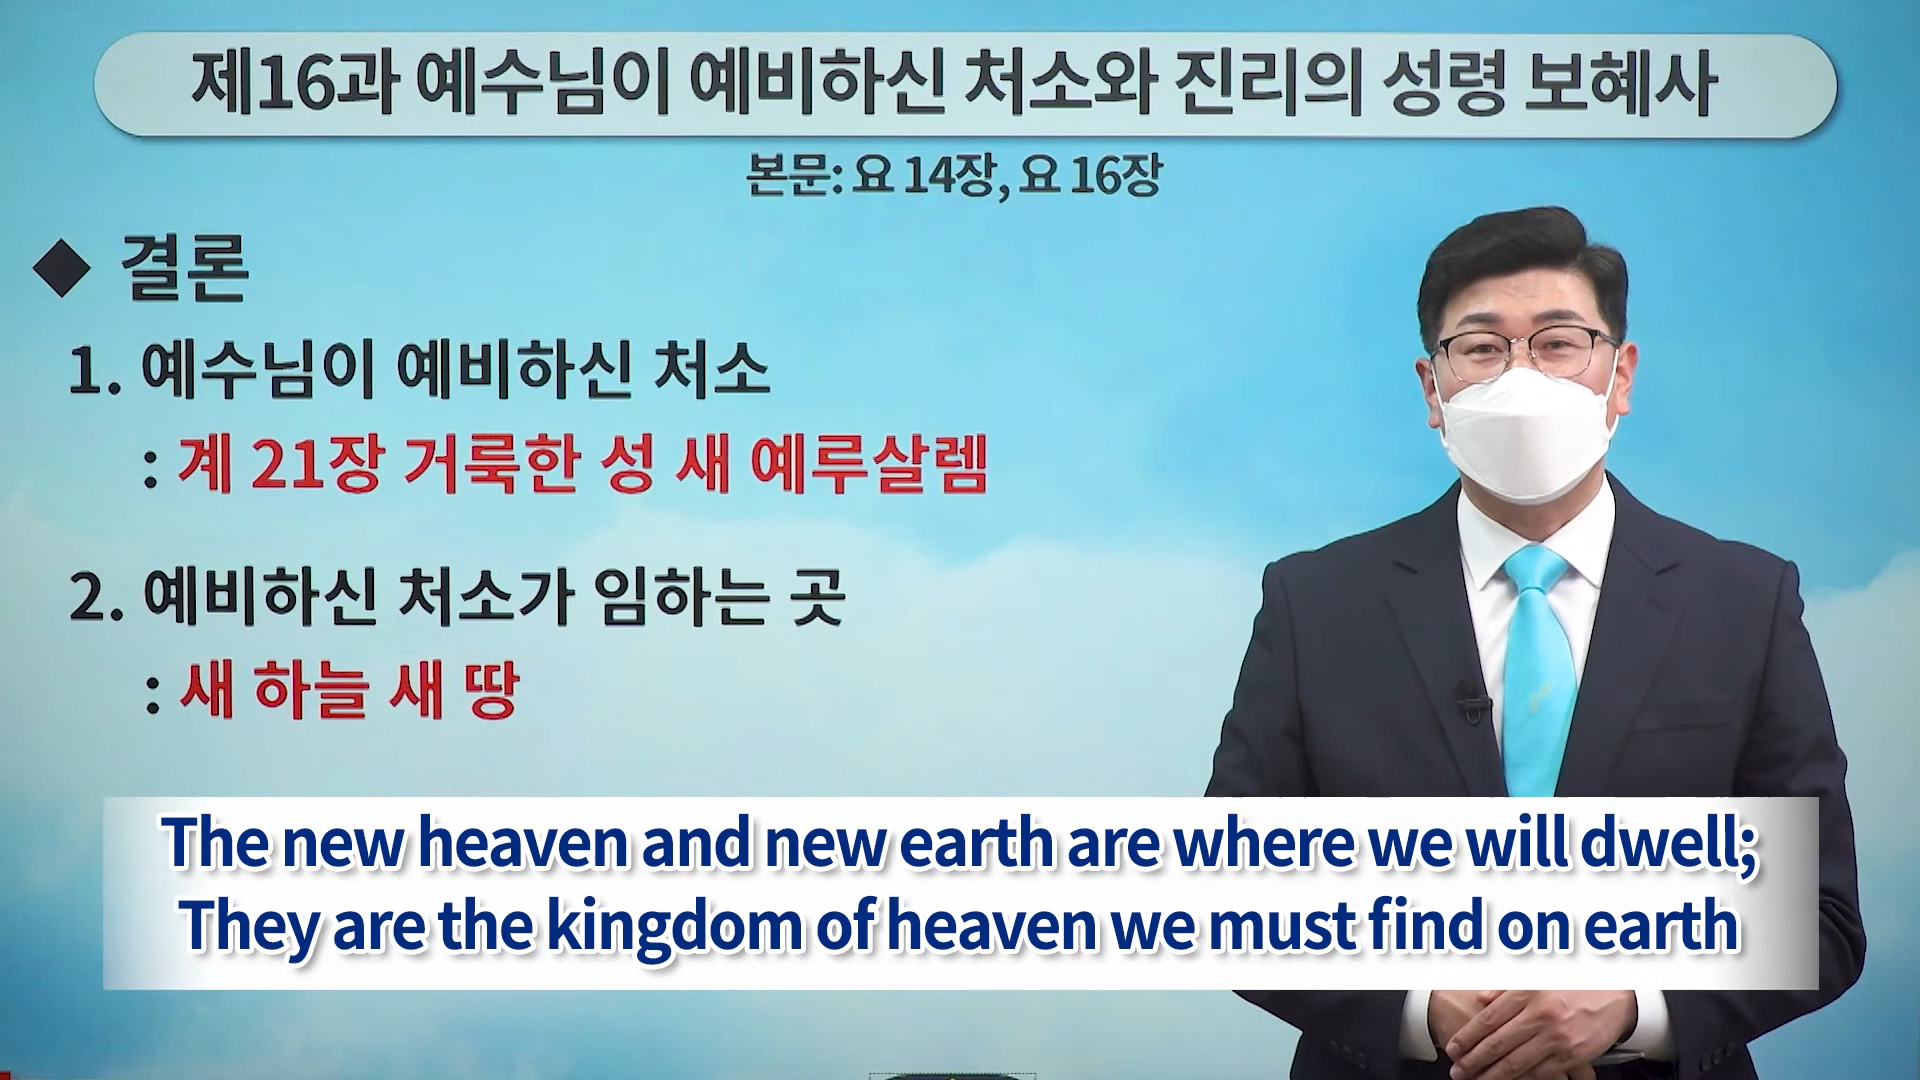 제16과 예수님이 예비하신 처소와 진리의 성령 보혜사
본문: 요 14장, 요 16장
◆ 결론
1. 예수님이 예비하신 처소
: 계 21장 거룩한 성 새 예루살렘
2. 예비하신 처소가 임하는 곳
: 새 하늘 새 땅
The new heaven and new earth are where we will dwell;
They are the kingdom of heaven we must find on earth